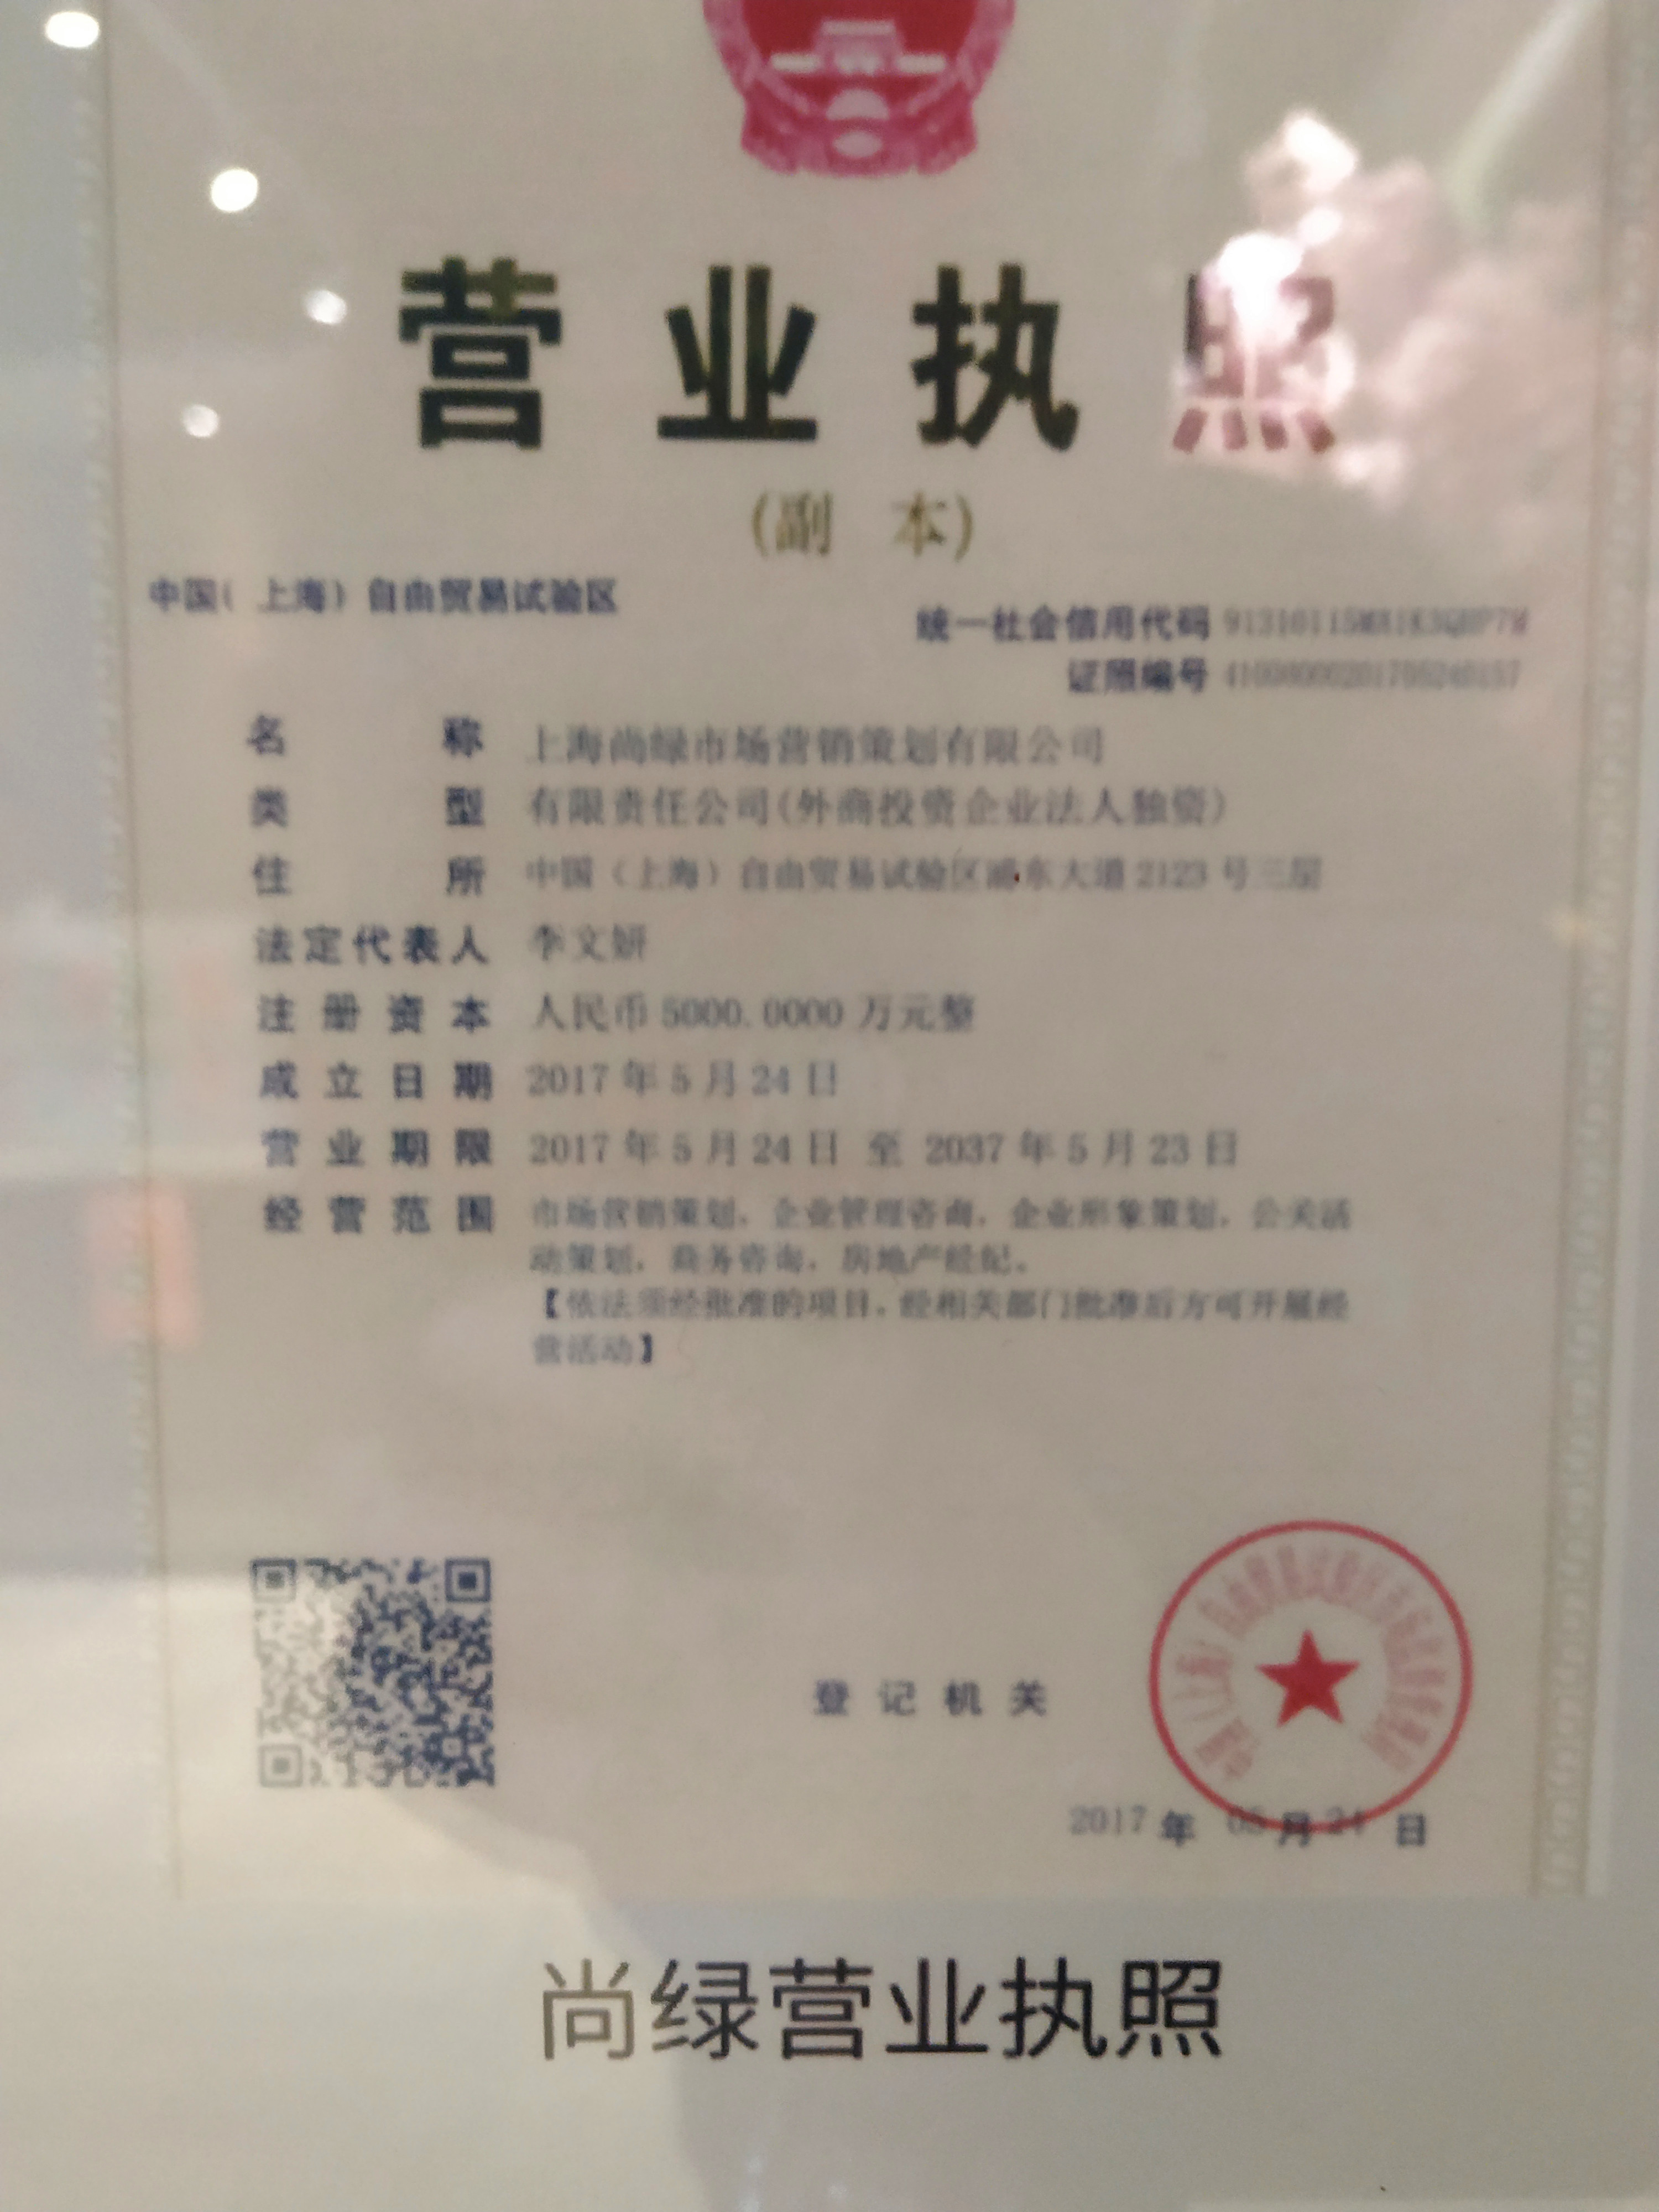 营业执照
(副 本)
中国( 上海) 自由贸易试验区
统一社会信用代码
证照编号
名 称 上海尚绿市场营销策划有限公司
类 型 有限责任公司(外商投资企业法人独资)
住 所 中国(上海)自由贸易试验区浦东大道2123号三层
法定代表人 李文妍
注册资本 人民币5000.0000万元整
成立日期 2017年5月24日
营业期限 2017年5月24日 至 2037年5月23日
经营范围 市场营销策划,企业管理咨询,企业形象策划,公关活
动策划,商务咨询,房地产经纪。
【依法须经批准的项目,经相关部门批准后方可开展经
营活动】
登记机关
2017年 05月24 日
尚绿营业执照